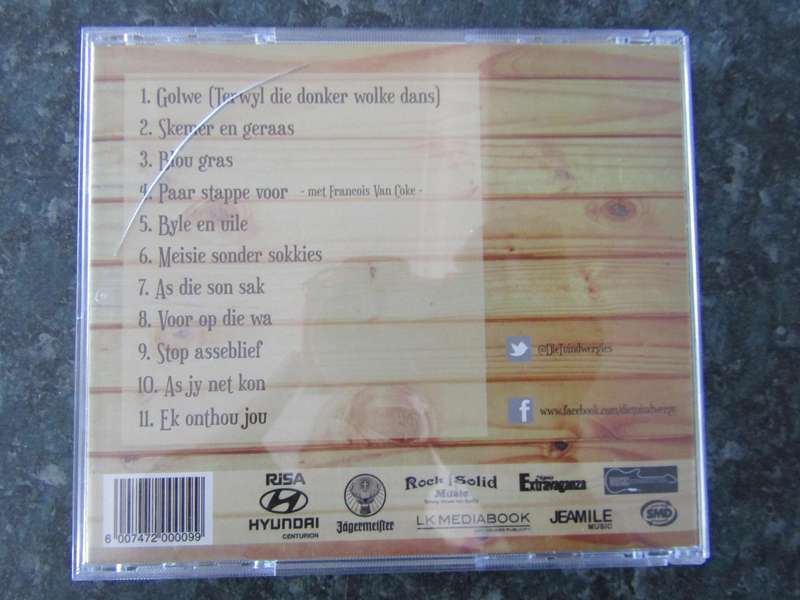 1. Golwe (Terwyl die donker wolke dans)
2. Skemer en geraas
3. Blou gras
4. Paar stappe voor - met Francois Van Coke -
5. Byle en uile
6. Meisie sonder sokkies
7. As die son sak
8. Voor op die wa
9. Stop asseblief
10. As jy net kon
11. Ek onthou jou
@DieTuindwergies
www.facebook.com/dietuindwerge
6 007472 000099
RiSA
HYUNDAI
CENTURION
Jägermeister
Rock Solid
Music
LK MEDIABOOK
Extravaganza
JEAMILE
MUSIC
SMD